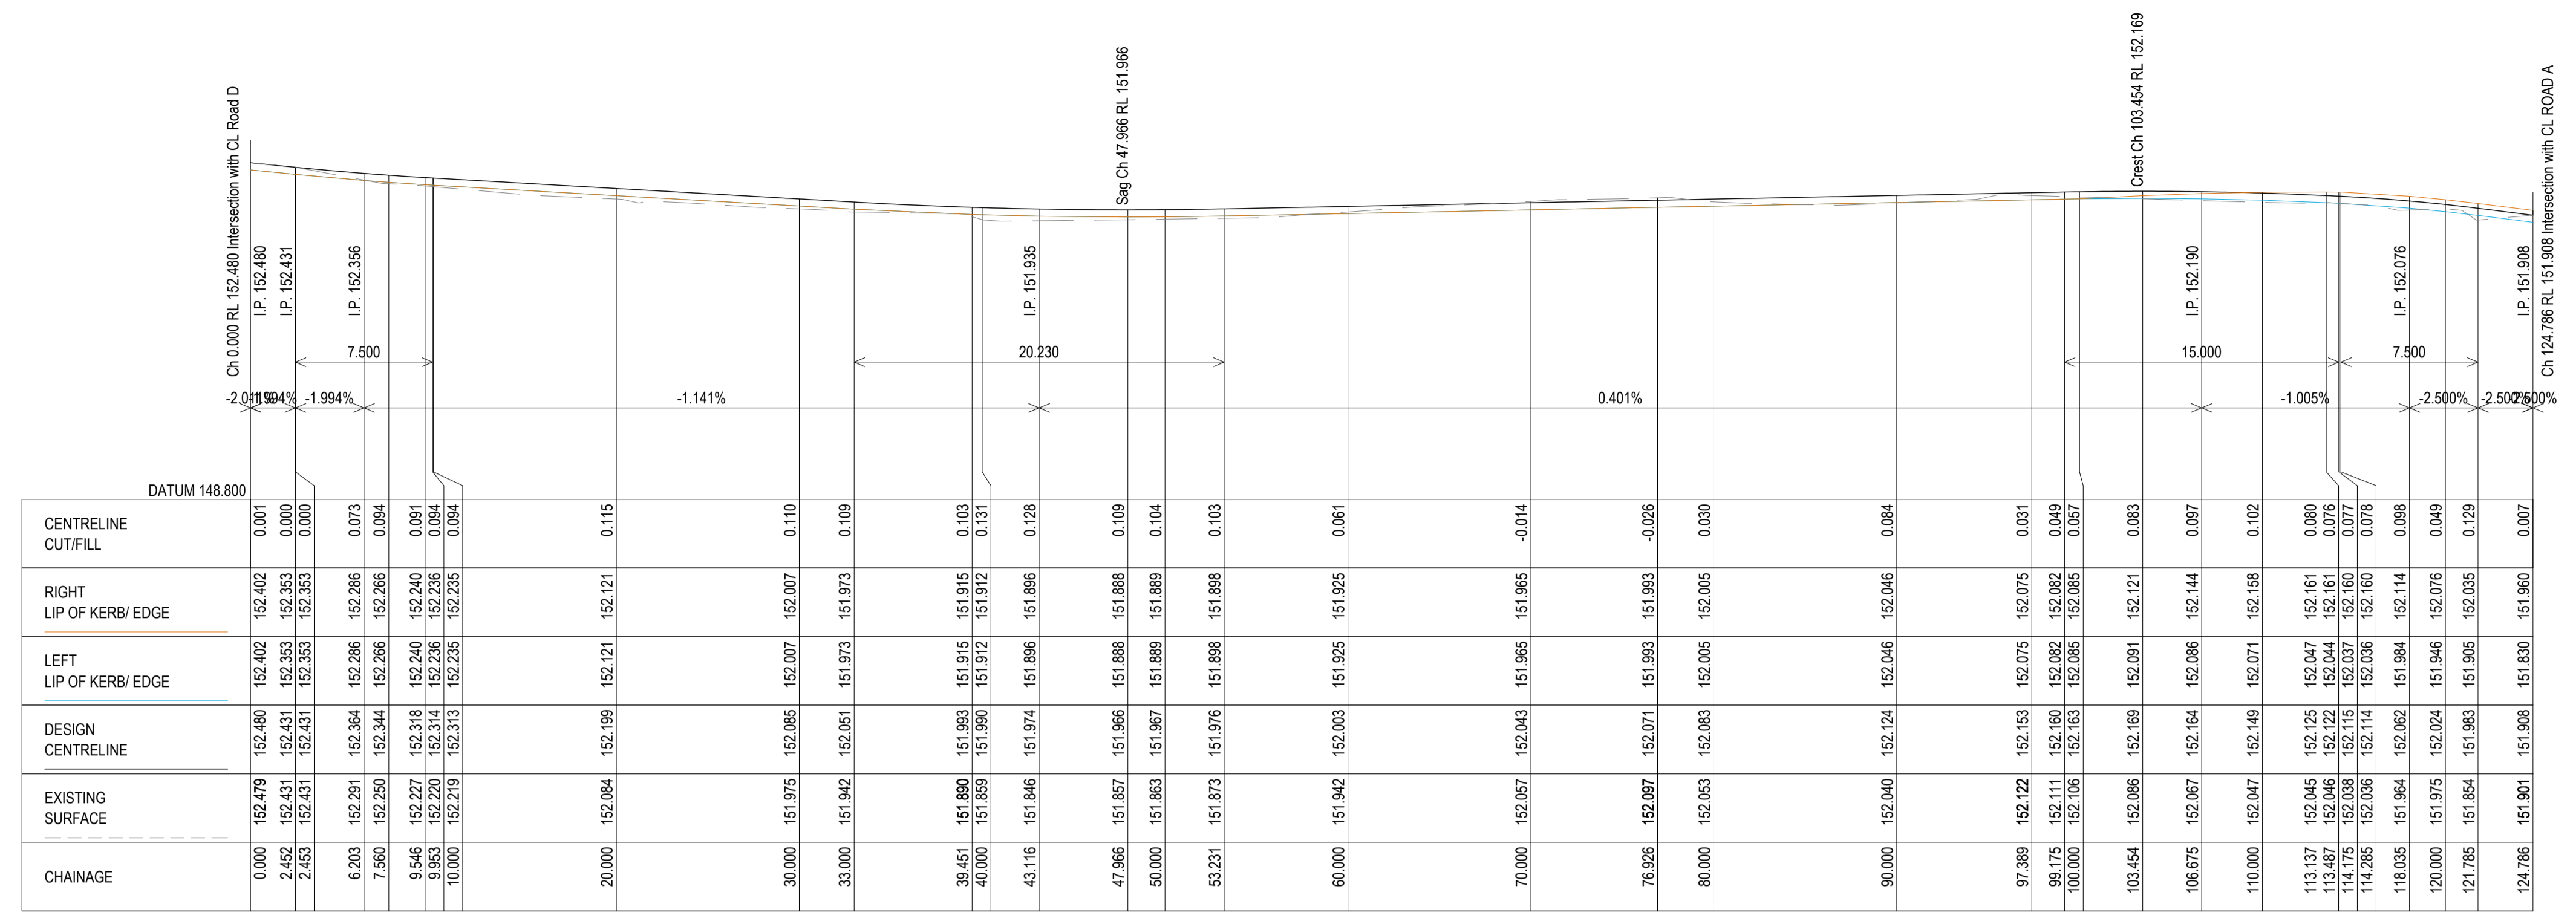 Sag Ch 47.966 RL 151.966
Crest Ch 103.454 RL 152.169
Ch 0.000 RL 152.480 Intersection with CL Road D
Ch 124.786 RL 151.908 Intersection with CL ROAD A
I.P. 152.480
I.P. 152.431
I.P. 152.356
I.P. 151.935
I.P. 152.190
I.P. 152.076
I.P. 151.908
7.500 20.230 15.000 7.500
-1.994% -1.994% -1.141% 0.401% -1.005% -2.500% -2.500% -2.500%
DATUM 148.800
CENTRELINE
CUT/FILL
0.001 0.000 0.000 0.073 0.094 0.091 0.094 0.094 0.115 0.110 0.109 0.103 0.131 0.128 0.109 0.104 0.103 0.061 -0.014 -0.026 0.030 0.084 0.031 0.049 0.057 0.083 0.097 0.102 0.080 0.076 0.077 0.078 0.098 0.049 0.129 0.007
RIGHT
LIP OF KERB/ EDGE
152.402 152.353 152.353 152.286 152.266 152.240 152.236 152.235 152.121 152.007 151.973 151.915 151.912 151.896 151.888 151.889 151.898 151.925 151.965 151.993 152.005 152.046 152.075 152.082 152.085 152.121 152.144 152.158 152.161 152.161 152.160 152.160 152.114 152.076 152.035 151.960
LEFT
LIP OF KERB/ EDGE
152.402 152.353 152.353 152.286 152.266 152.240 152.236 152.235 152.121 152.007 151.973 151.915 151.912 151.896 151.888 151.889 151.898 151.925 151.965 151.993 152.005 152.046 152.075 152.082 152.085 152.091 152.086 152.071 152.047 152.044 152.037 152.036 151.984 151.946 151.905 151.830
DESIGN
CENTRELINE
152.480 152.431 152.431 152.364 152.344 152.318 152.314 152.313 152.199 152.085 152.051 151.993 151.990 151.974 151.966 151.967 151.976 152.003 152.043 152.071 152.083 152.124 152.153 152.160 152.163 152.169 152.164 152.149 152.125 152.122 152.115 152.114 152.062 152.024 151.983 151.908
EXISTING
SURFACE
152.479 152.431 152.431 152.291 152.250 152.227 152.220 152.219 152.084 151.975 151.942 151.890 151.859 151.846 151.857 151.863 151.873 151.942 152.057 152.097 152.053 152.040 152.122 152.111 152.106 152.086 152.067 152.047 152.045 152.046 152.038 152.036 151.964 151.975 151.854 151.901
CHAINAGE
0.000 2.452 2.453 6.203 7.560 9.546 9.953 10.000 20.000 30.000 33.000 39.451 40.000 43.116 47.966 50.000 53.231 60.000 70.000 76.926 80.000 90.000 97.389 99.175 100.000 103.454 106.675 110.000 113.137 113.487 114.175 114.285 118.035 120.000 121.785 124.786